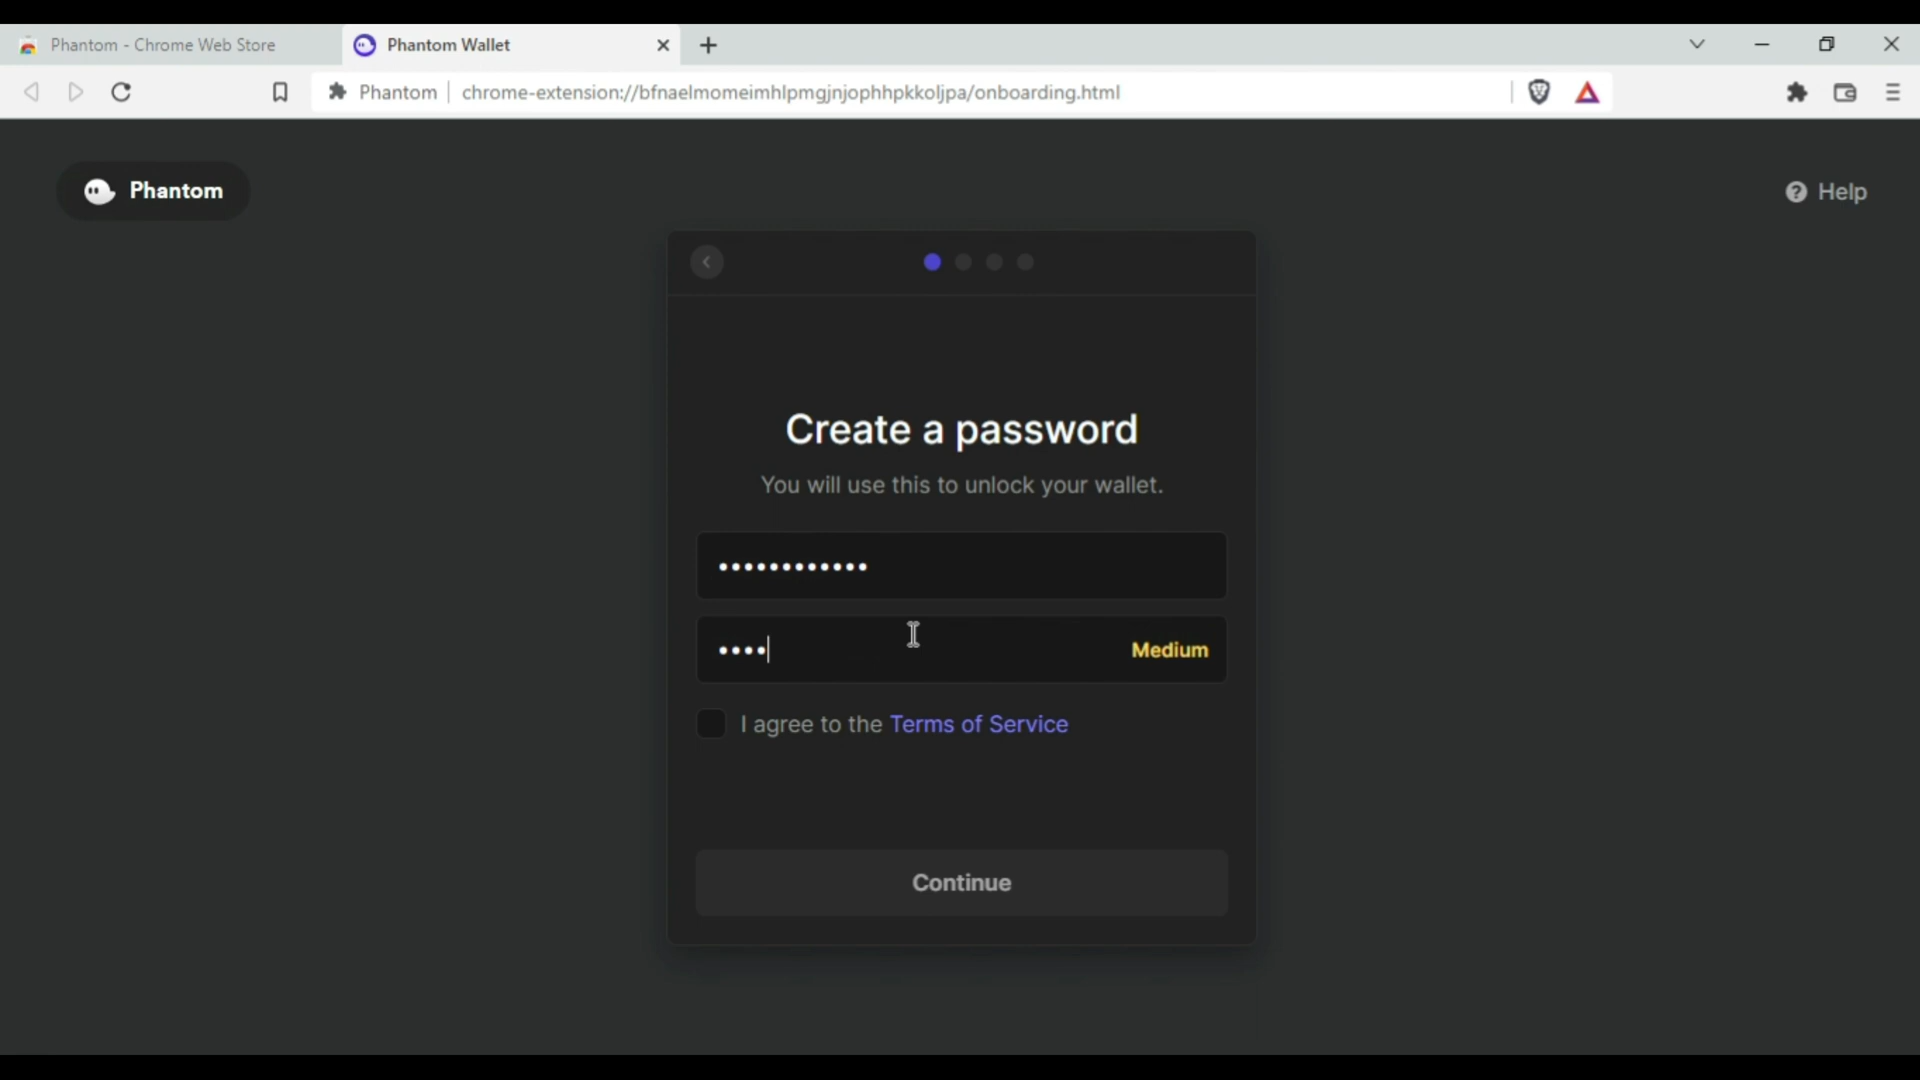 Phantom - Chrome Web Store
Phantom Wallet
Phantom
chrome-extension://bfnaelmomeimhlpmgjnjophhpkkoljpa/onboarding.html
Phantom
Help
Create a password
You will use this to unlock your wallet.
••••••••••••
••••
Medium
I agree to the Terms of Service
Continue